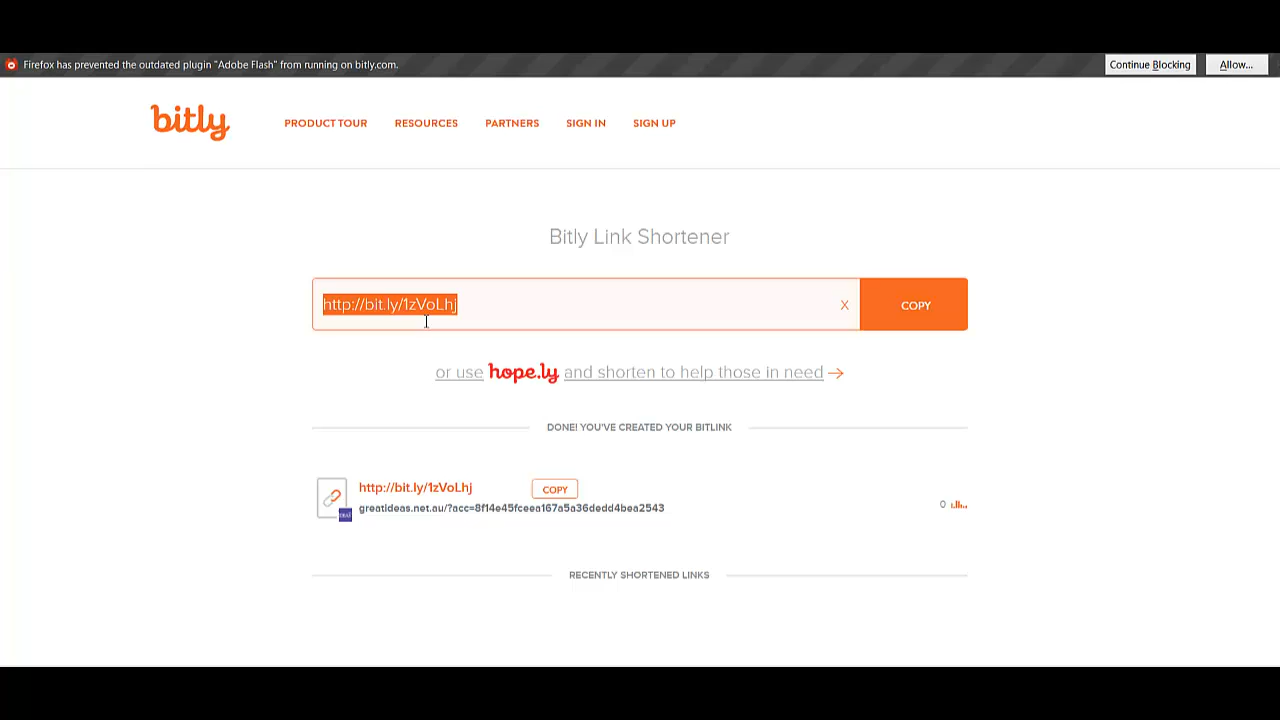 Firefox has prevented the outdated plugin "Adobe Flash" from running on bitly.com.
Continue Blocking
Allow...
bitly
PRODUCT TOUR
RESOURCES
PARTNERS
SIGN IN
SIGN UP
Bitly Link Shortener
http://bit.ly/1zVoLhj
X
COPY
or use hope.ly and shorten to help those in need →
DONE! YOU'VE CREATED YOUR BITLINK
http://bit.ly/1zVoLhj
COPY
greatideas.net.au/?acc=8f14e45fceea167a5a36dedd4bea2543
0
RECENTLY SHORTENED LINKS